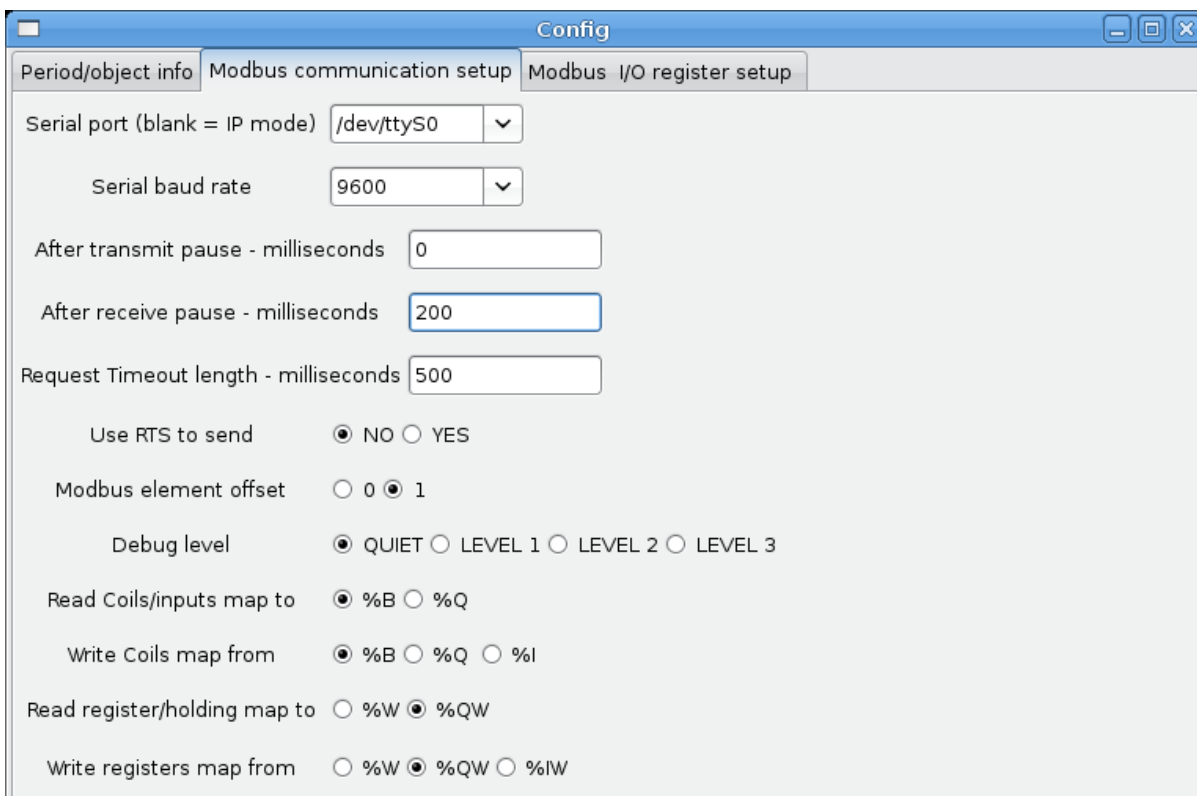 Config
Period/object info Modbus communication setup Modbus I/O register setup
Serial port (blank = IP mode) /dev/ttyS0
Serial baud rate 9600
After transmit pause - milliseconds 0
After receive pause - milliseconds 200
Request Timeout length - milliseconds 500
Use RTS to send NO YES
Modbus element offset 0 1
Debug level QUIET LEVEL 1 LEVEL 2 LEVEL 3
Read Coils/inputs map to %B %Q
Write Coils map from %B %Q %I
Read register/holding map to %W %QW
Write registers map from %W %QW %IW